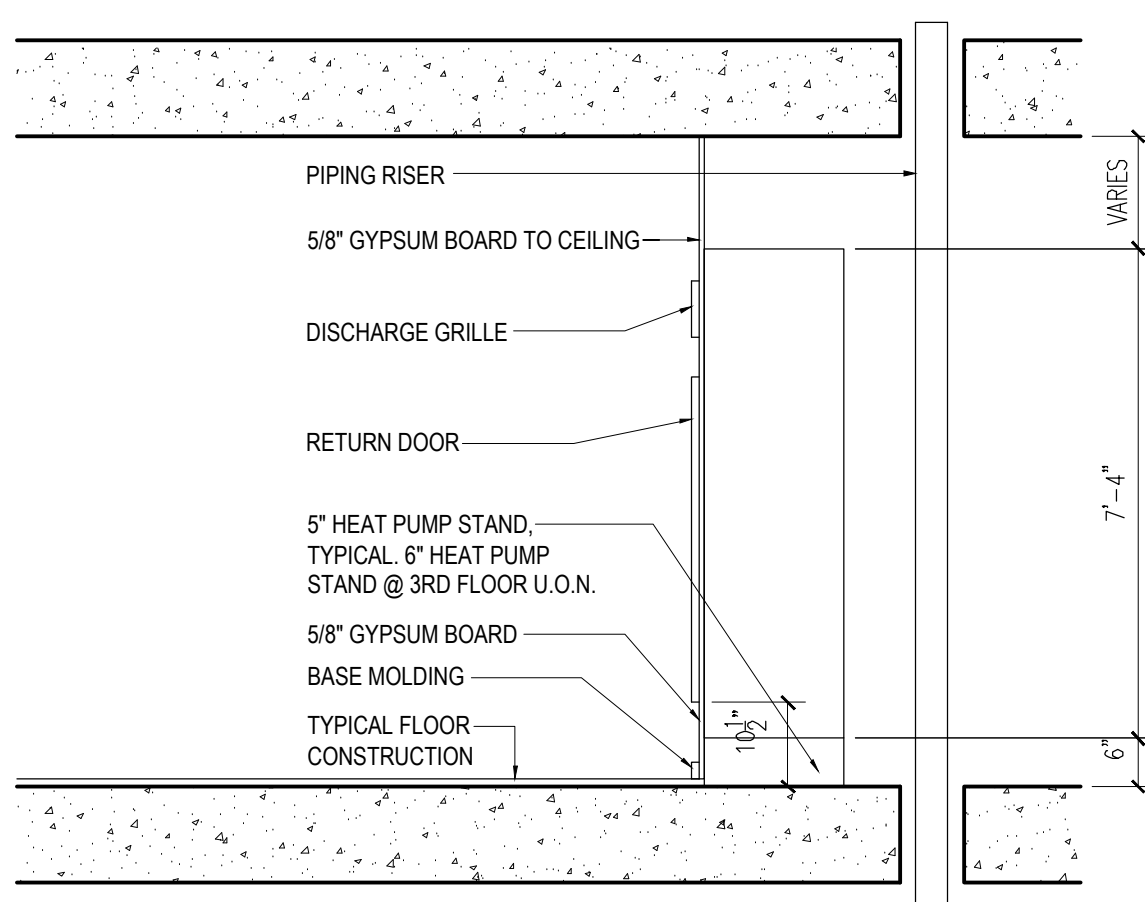 PIPING RISER
5/8" GYPSUM BOARD TO CEILING
DISCHARGE GRILLE
RETURN DOOR
5" HEAT PUMP STAND,
TYPICAL. 6" HEAT PUMP
STAND @ 3RD FLOOR U.O.N.
5/8" GYPSUM BOARD
BASE MOLDING
TYPICAL FLOOR
CONSTRUCTION
10 1/2"
VARIES
7'-4"
6"